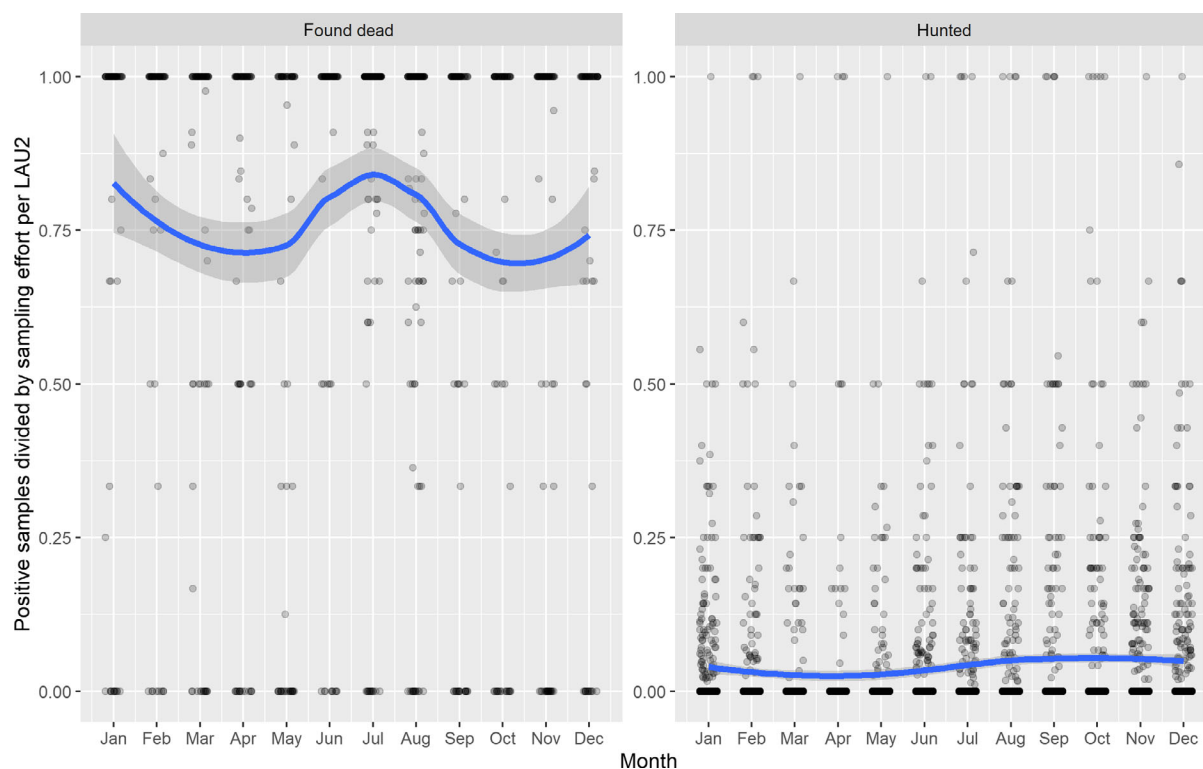 Found dead
Hunted
Positive samples divided by sampling effort per LAU2
1.00
0.75
0.50
0.25
0.00
1.00
0.75
0.50
0.25
0.00
Jan Feb Mar Apr May Jun Jul Aug Sep Oct Nov Dec
Jan Feb Mar Apr May Jun Jul Aug Sep Oct Nov Dec
Month